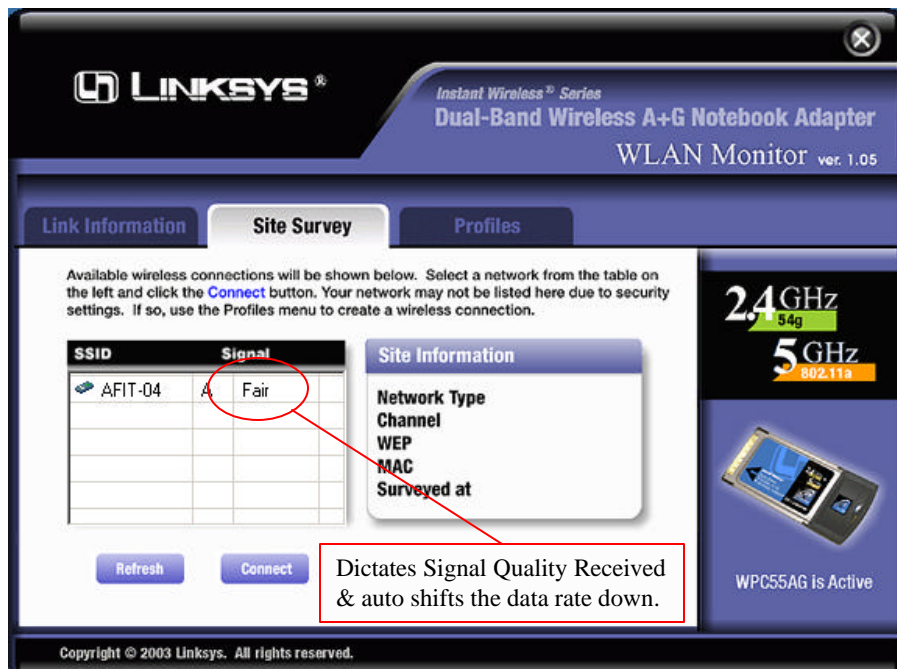 LINKSYS®
Instant Wireless® Series
Dual-Band Wireless A+G Notebook Adapter
WLAN Monitor ver. 1.05
Link Information
Site Survey
Profiles
Available wireless connections will be shown below. Select a network from the table on
the left and click the Connect button. Your network may not be listed here due to security
settings. If so, use the Profiles menu to create a wireless connection.
SSID Signal
AFIT-04 A Fair
Site Information
Network Type
Channel
WEP
MAC
Surveyed at
Refresh
Connect
Dictates Signal Quality Received
& auto shifts the data rate down.
2.4 GHz
54g
5 GHz
802.11a
WPC55AG is Active
Copyright © 2003 Linksys. All rights reserved.